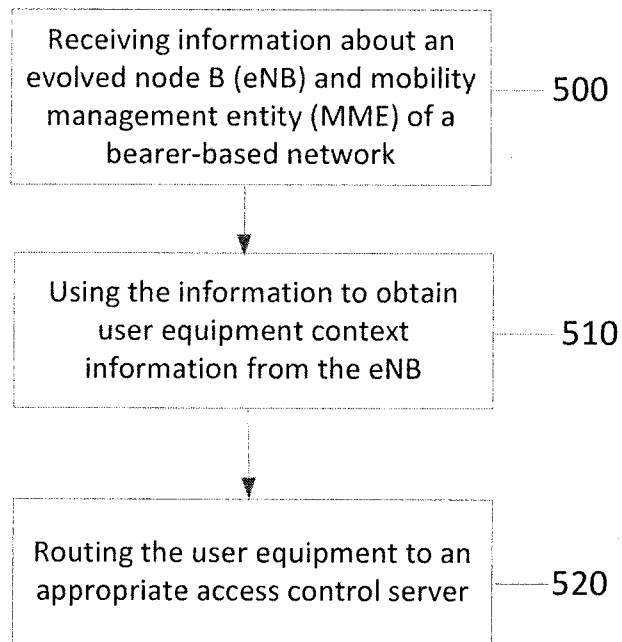 Receiving information about an
evolved node B (eNB) and mobility
management entity (MME) of a
bearer-based network
500
Using the information to obtain
user equipment context
information from the eNB
510
Routing the user equipment to an
appropriate access control server
520